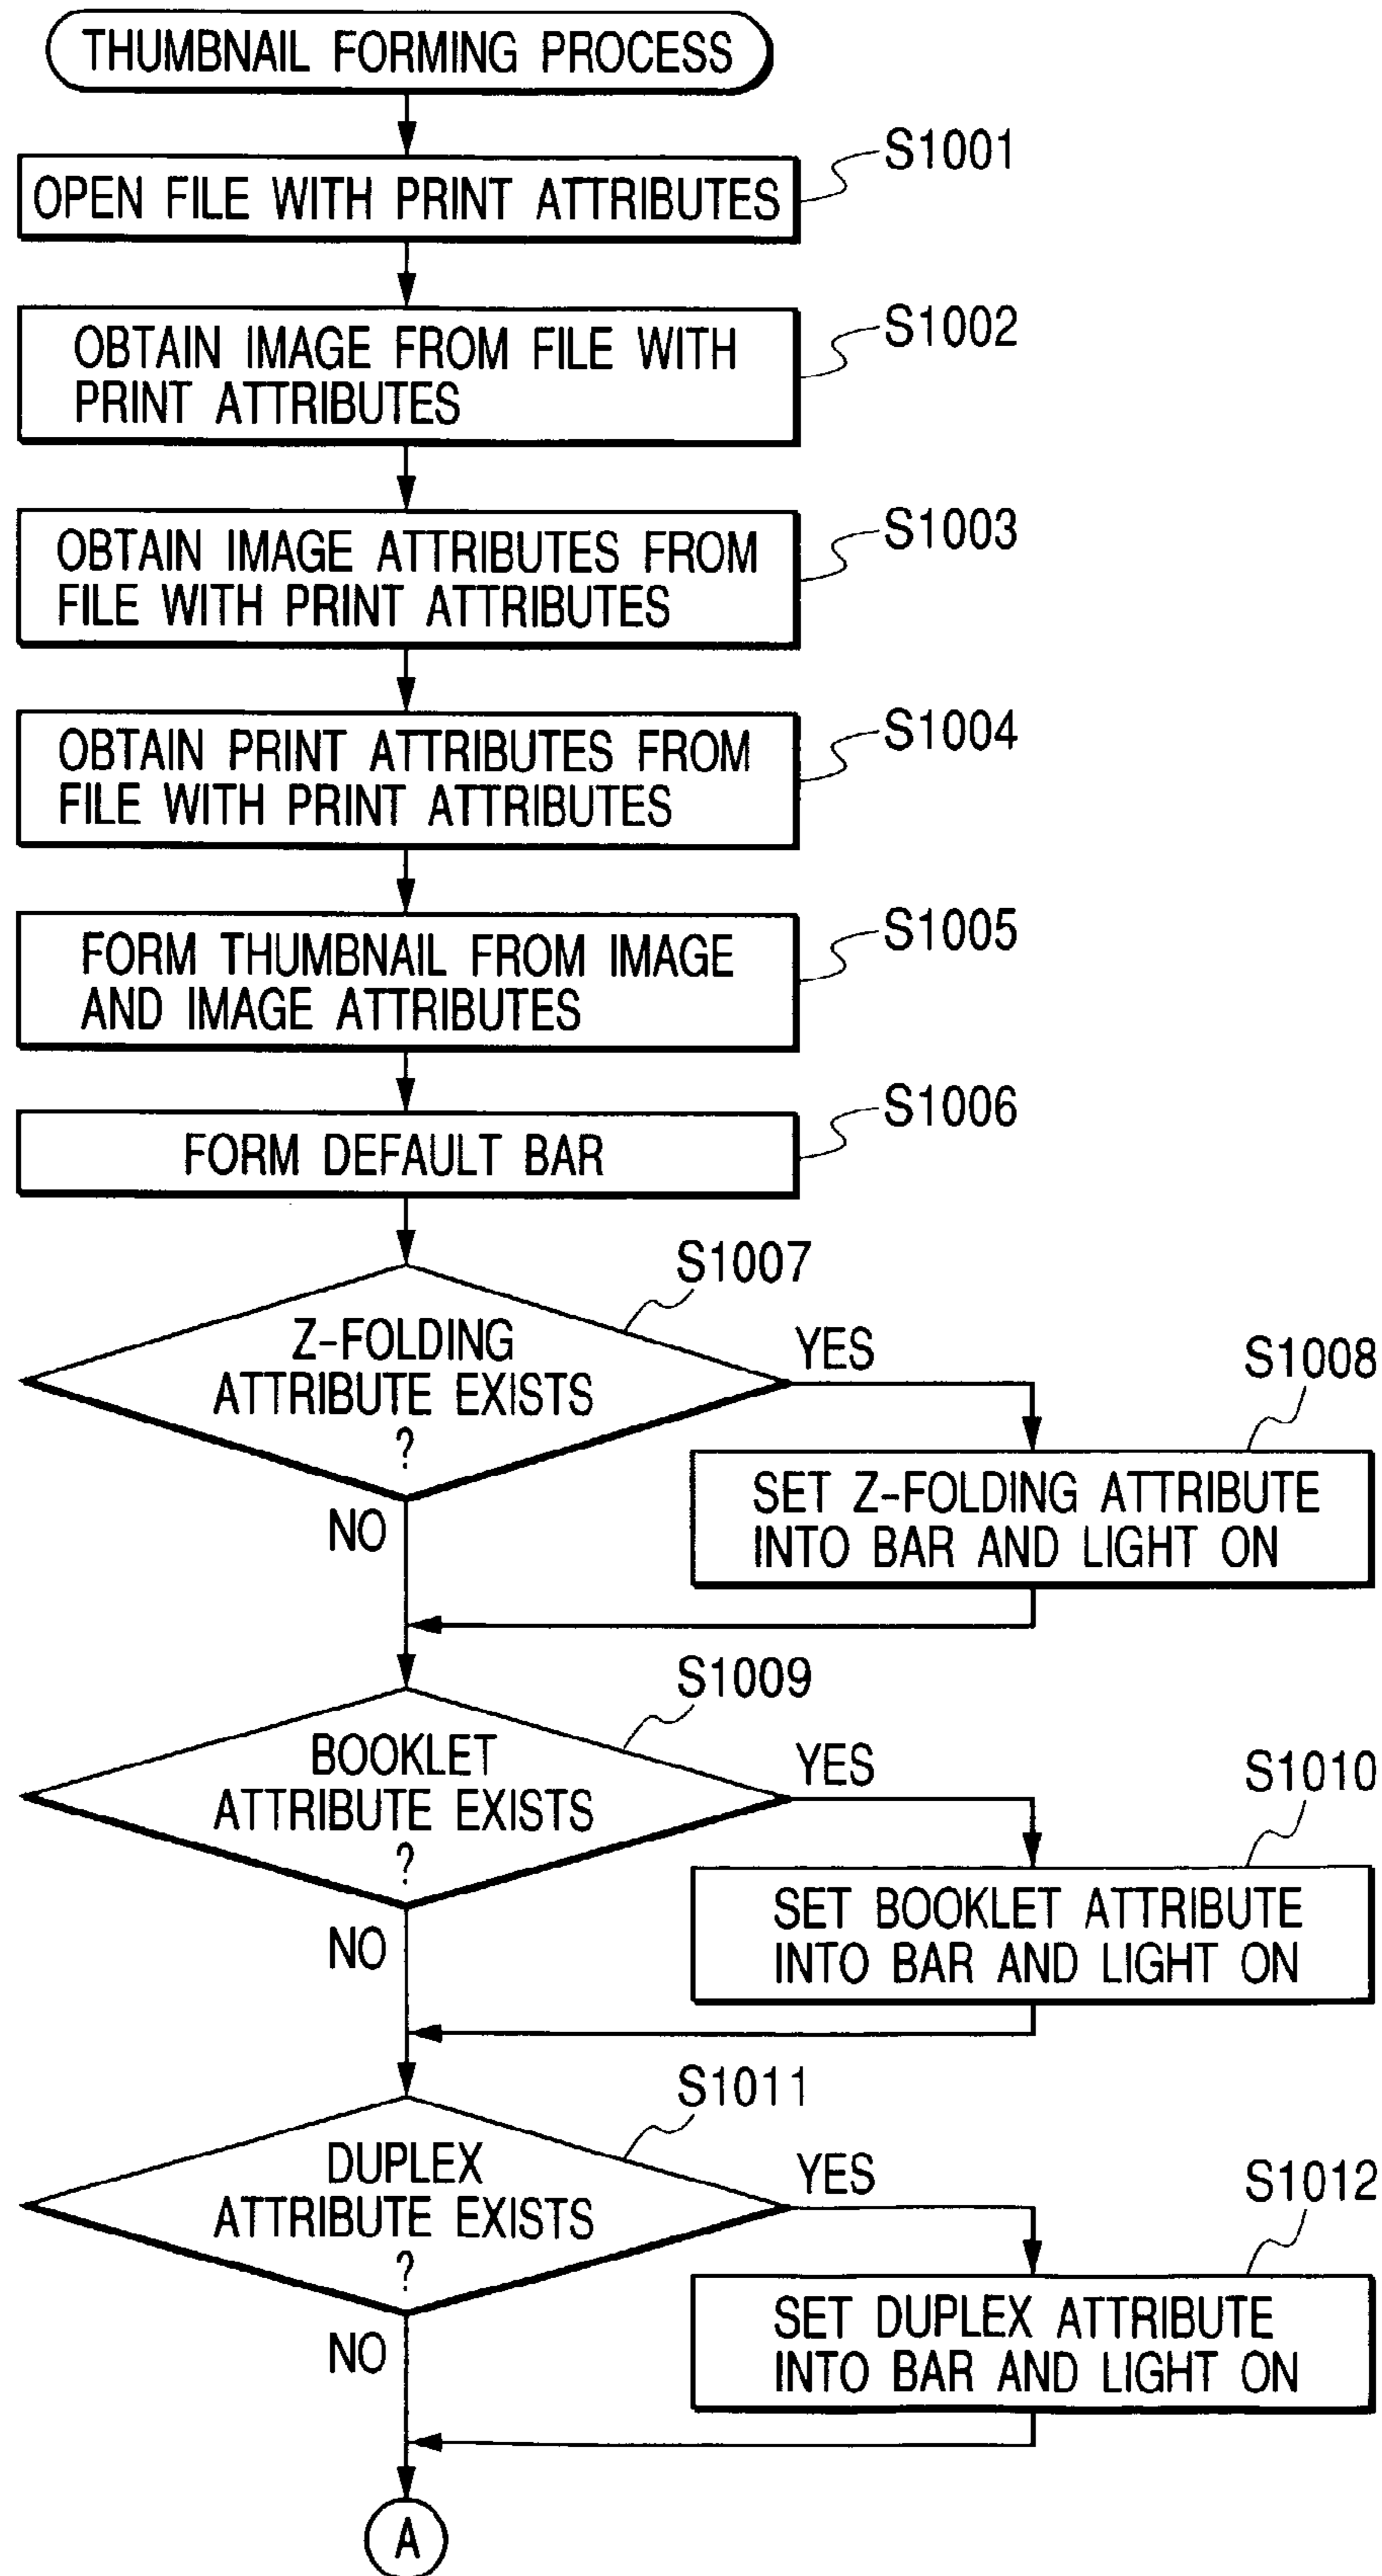 THUMBNAIL FORMING PROCESS
S1001
OPEN FILE WITH PRINT ATTRIBUTES
S1002
OBTAIN IMAGE FROM FILE WITH
PRINT ATTRIBUTES
S1003
OBTAIN IMAGE ATTRIBUTES FROM
FILE WITH PRINT ATTRIBUTES
S1004
OBTAIN PRINT ATTRIBUTES FROM
FILE WITH PRINT ATTRIBUTES
S1005
FORM THUMBNAIL FROM IMAGE
AND IMAGE ATTRIBUTES
S1006
FORM DEFAULT BAR
S1007
Z-FOLDING
ATTRIBUTE EXISTS
?
YES
NO
S1008
SET Z-FOLDING ATTRIBUTE
INTO BAR AND LIGHT ON
S1009
BOOKLET
ATTRIBUTE EXISTS
?
YES
NO
S1010
SET BOOKLET ATTRIBUTE
INTO BAR AND LIGHT ON
S1011
DUPLEX
ATTRIBUTE EXISTS
?
YES
NO
S1012
SET DUPLEX ATTRIBUTE
INTO BAR AND LIGHT ON
A